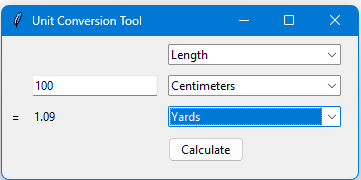 Unit Conversion Tool
Length
100 Centimeters
= 1.09 Yards
Calculate